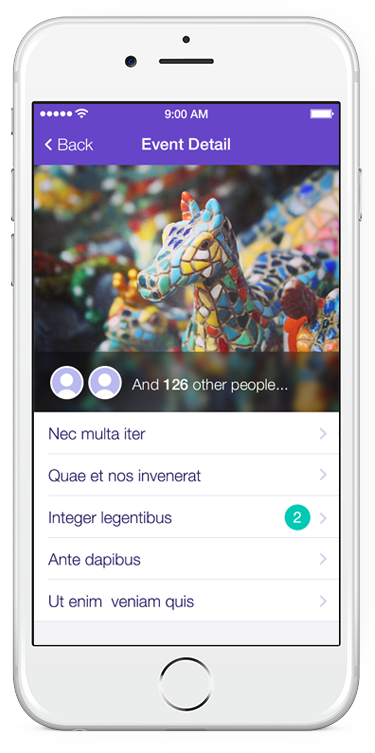 9:00 AM
Back
Event Detail
And 126 other people...
Nec multa iter
Quae et nos invenerat
Integer legentibus
2
Ante dapibus
Ut enim  veniam quis